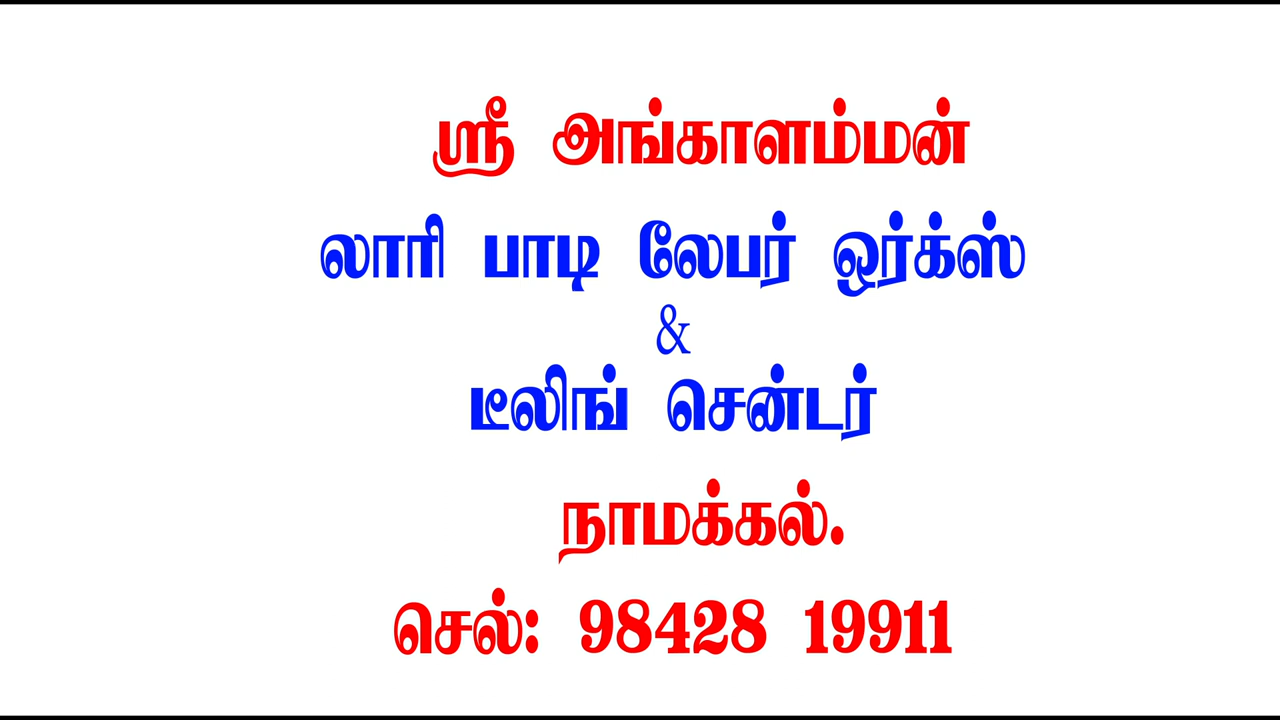 ஸ்ரீ அங்காளம்மன்
லாரி பாடி லேபர் ஒர்க்ஸ்
&
டீலிங் சென்டர்
நாமக்கல்.
செல்: 98428 19911